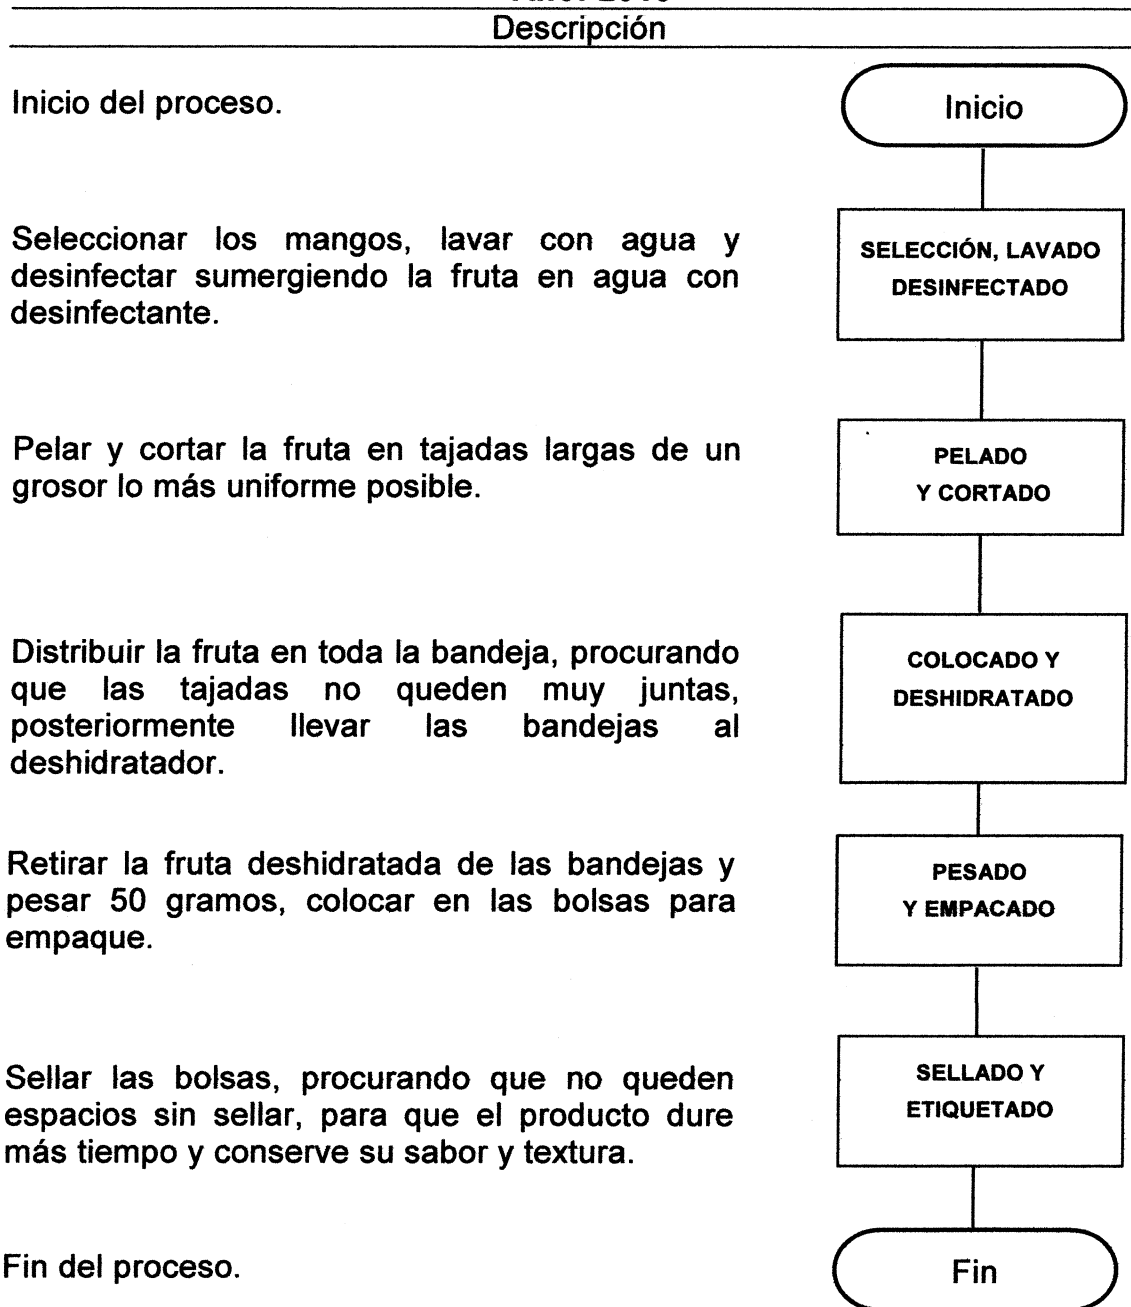 Descripción
Inicio del proceso.
Inicio
Seleccionar los mangos, lavar con agua y
desinfectar sumergiendo la fruta en agua con
desinfectante.
SELECCIÓN, LAVADO
DESINFECTADO
Pelar y cortar la fruta en tajadas largas de un
grosor lo más uniforme posible.
PELADO
Y CORTADO
Distribuir la fruta en toda la bandeja, procurando
que las tajadas no queden muy juntas,
posteriormente llevar las bandejas al
deshidratador.
COLOCADO Y
DESHIDRATADO
Retirar la fruta deshidratada de las bandejas y
pesar 50 gramos, colocar en las bolsas para
empaque.
PESADO
Y EMPACADO
Sellar las bolsas, procurando que no queden
espacios sin sellar, para que el producto dure
más tiempo y conserve su sabor y textura.
SELLADO Y
ETIQUETADO
Fin del proceso.
Fin